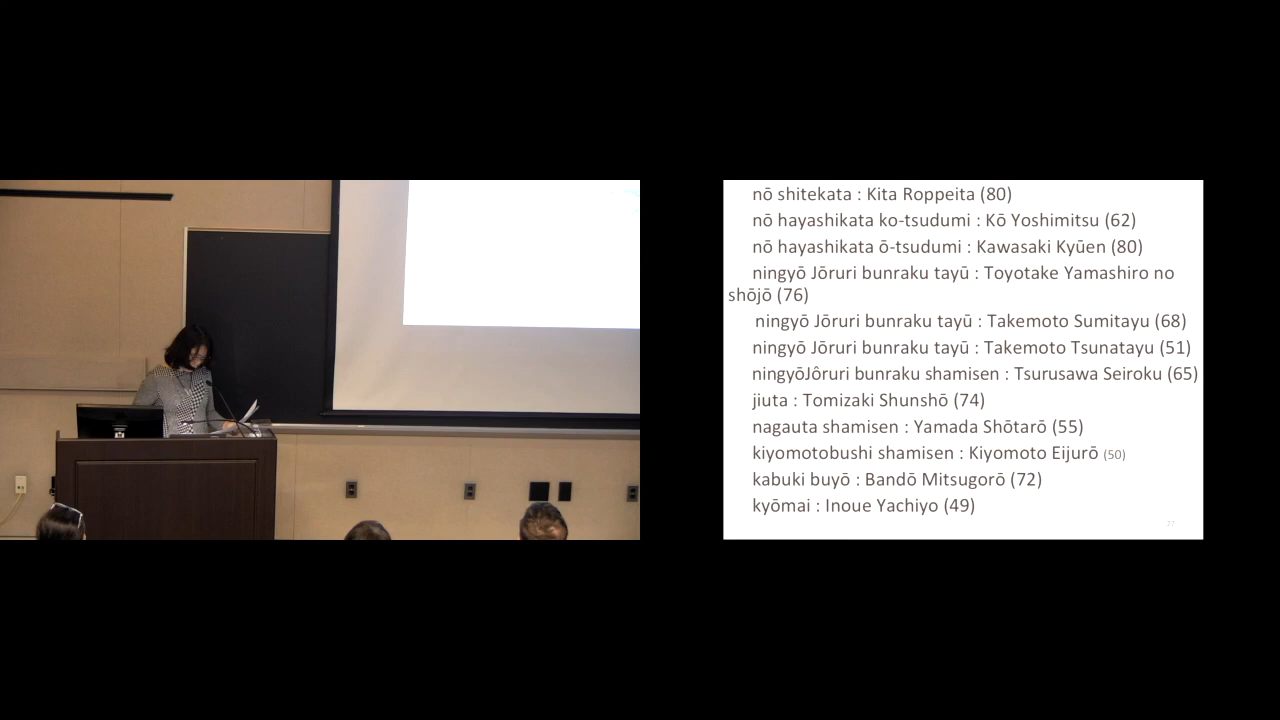 nō shitekata : Kita Roppeita (80)
nō hayashikata ko-tsudumi : Kō Yoshimitsu (62)
nō hayashikata ō-tsudumi : Kawasaki Kyūen (80)
ningyō Jōruri bunraku tayū : Toyotake Yamashiro no
shōjō (76)
ningyō Jōruri bunraku tayū : Takemoto Sumitayu (68)
ningyō Jōruri bunraku tayū : Takemoto Tsunatayu (51)
ningyōJôruri bunraku shamisen : Tsurusawa Seiroku (65)
jiuta : Tomizaki Shunshō (74)
nagauta shamisen : Yamada Shōtarō (55)
kiyomotobushi shamisen : Kiyomoto Eijurō (50)
kabuki buyō : Bandō Mitsugorō (72)
kyōmai : Inoue Yachiyo (49)
27